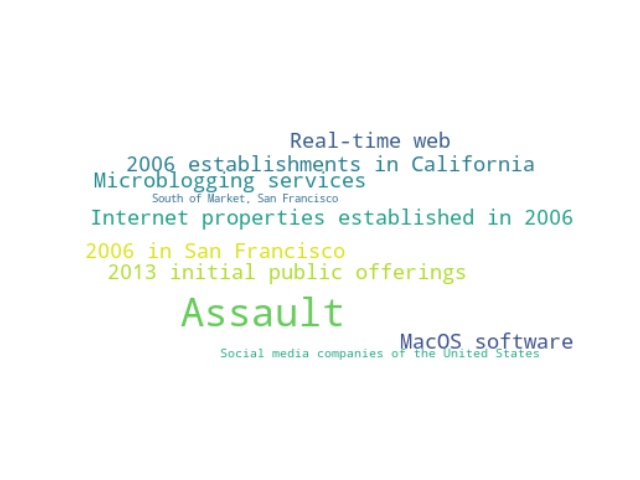 Real-time web
2006 establishments in California
Microblogging services
South of Market, San Francisco
Internet properties established in 2006
2006 in San Francisco
2013 initial public offerings
Assault
MacOS software
Social media companies of the United States